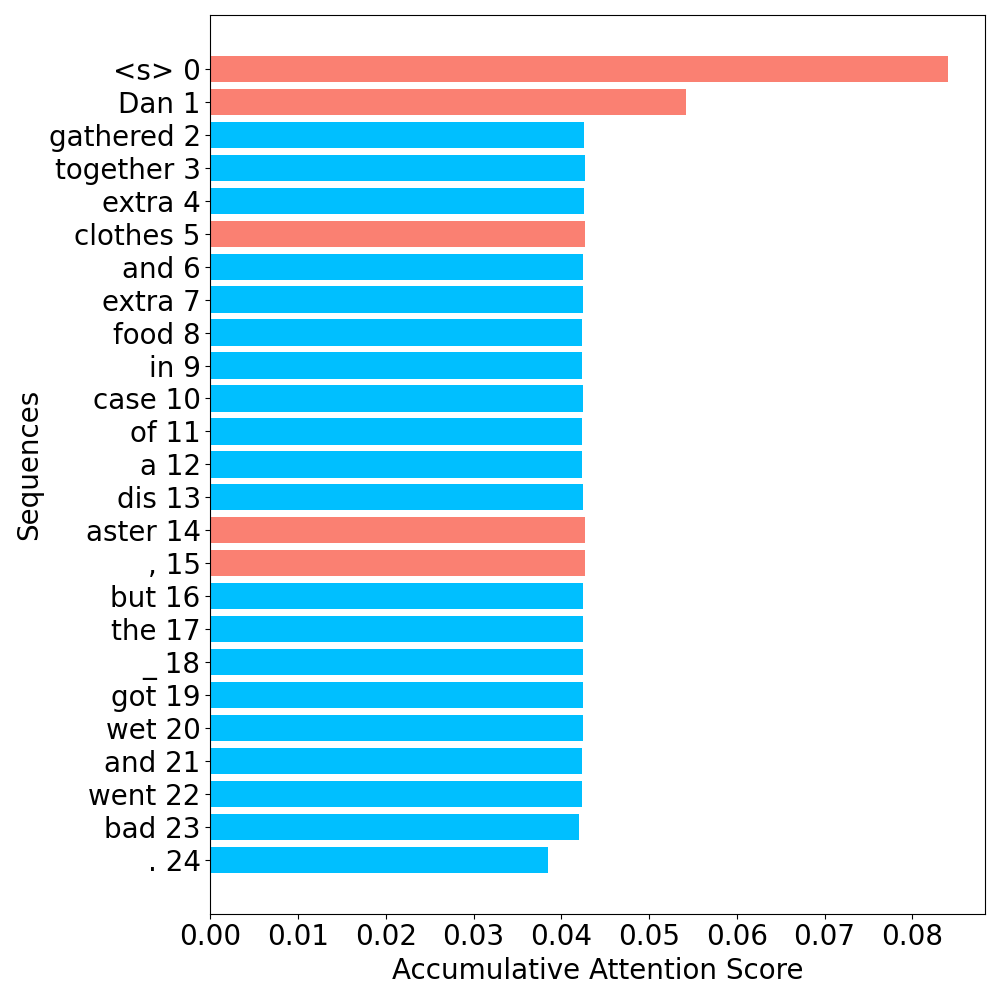 <s> 0
Dan 1
gathered 2
together 3
extra 4
clothes 5
and 6
extra 7
food 8
in 9
case 10
of 11
a 12
dis 13
aster 14
, 15
but 16
the 17
_ 18
got 19
wet 20
and 21
went 22
bad 23
. 24
Sequences
0.00 0.01 0.02 0.03 0.04 0.05 0.06 0.07 0.08
Accumulative Attention Score